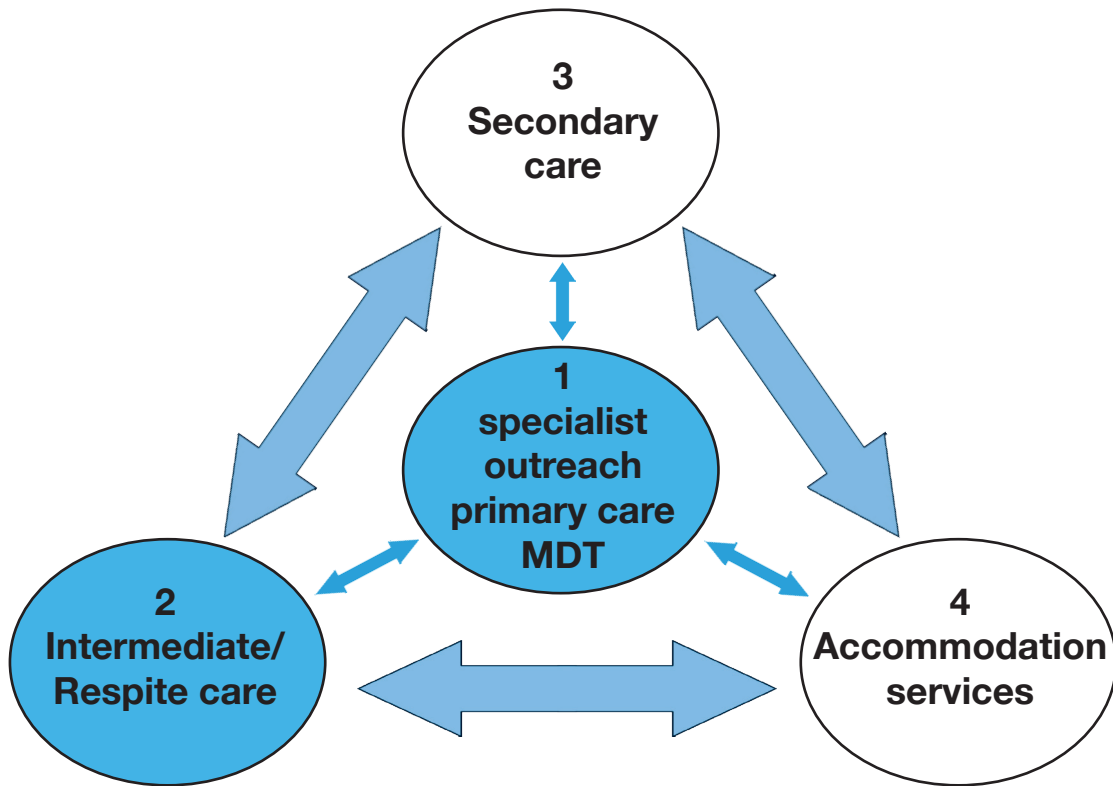 3
Secondary
care
1
specialist
outreach
primary care
MDT
2
Intermediate/
Respite care
4
Accommodation
services